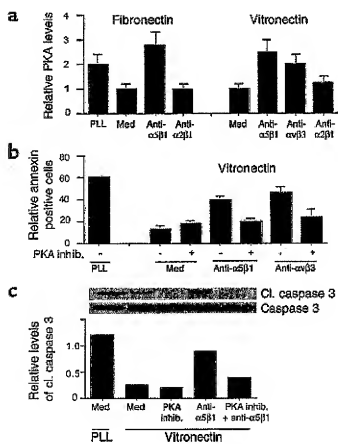 a
Fibronectin Vitronectin
Relative PKA levels
4
3
2
1
0
PLL Med Anti-α5β1 Anti-α2β1 Med Anti-α5β1 Anti-αvβ3 Anti-α2β1
b
Vitronectin
Relative annexin positive cells
80
60
40
20
0
PKA inhib. - - + - + - +
PLL Med Anti-α5β1 Anti-αvβ3
c
Cl. caspase 3
Caspase 3
Relative levels of cl. caspase 3
1.0
0.5
0
Med Med PKA inhib. Anti-α5β1 PKA inhib. + anti-α5β1
PLL Vitronectin